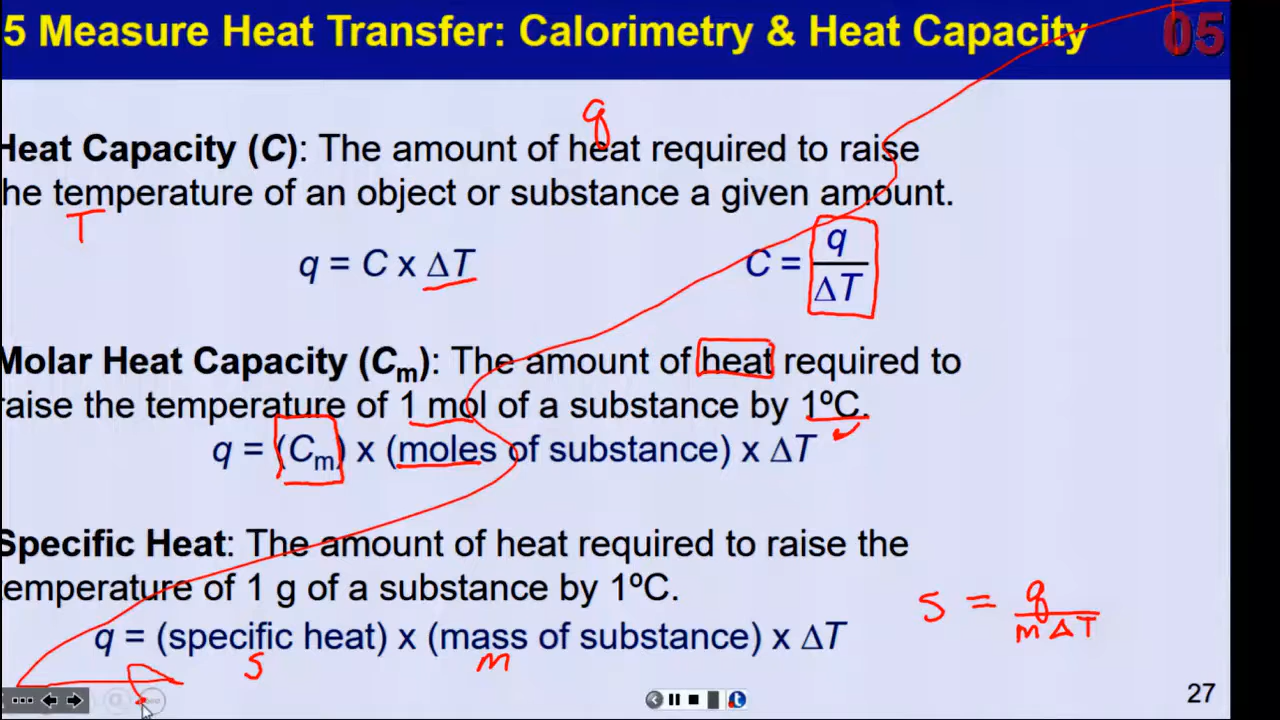 5 Measure Heat Transfer: Calorimetry & Heat Capacity 05
q
Heat Capacity (C): The amount of heat required to raise
the temperature of an object or substance a given amount.
T
q = C x ΔT
C = q / ΔT
Molar Heat Capacity (Cm): The amount of heat required to
raise the temperature of 1 mol of a substance by 1ºC.
q = (Cm) x (moles of substance) x ΔT
Specific Heat: The amount of heat required to raise the
temperature of 1 g of a substance by 1ºC.
q = (specific heat) x (mass of substance) x ΔT
s = q / m ΔT
s m
27